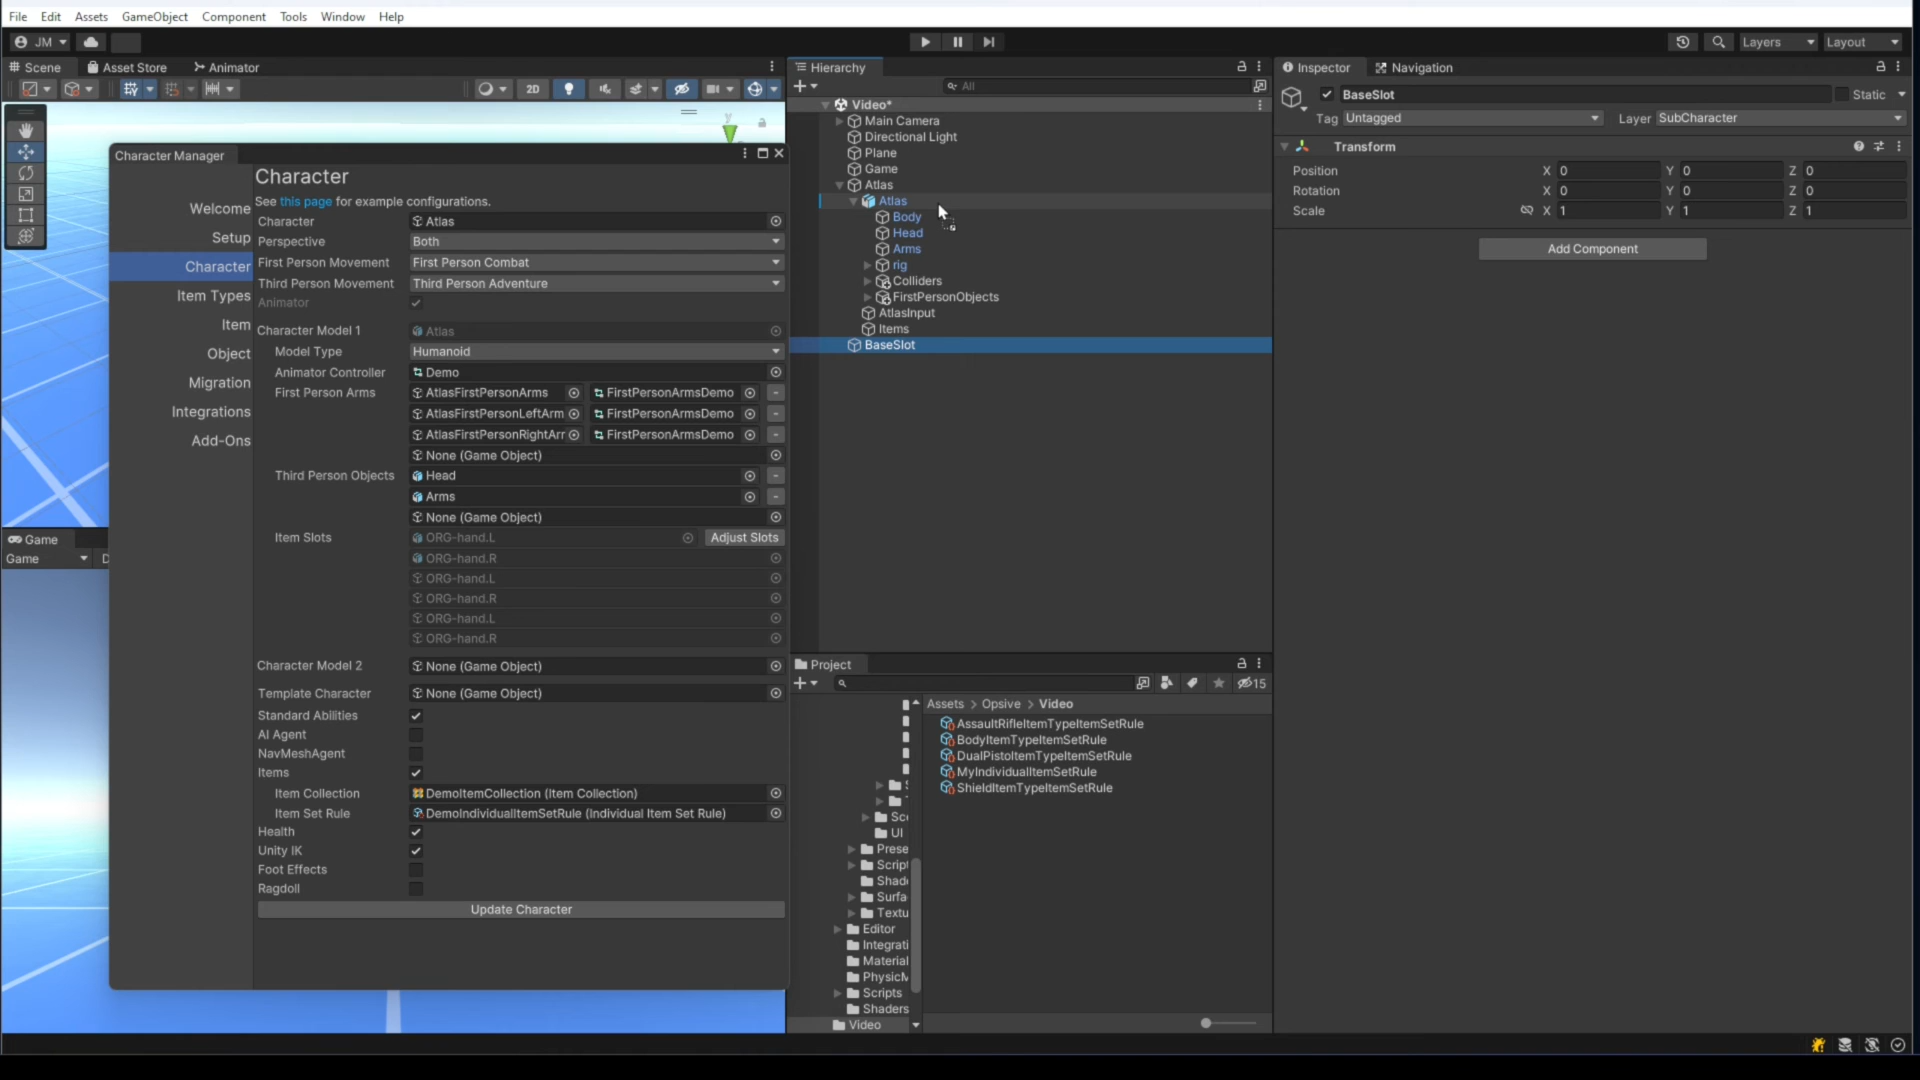 File Edit Assets GameObject Component Tools Window Help
JM
Layers Layout
Scene Asset Store Animator
2D
Character Manager
Welcome
Setup
Character
Item Types
Item
Object
Migration
Integrations
Add-Ons
Character
See this page for example configurations.
Character Atlas
Perspective Both
First Person Movement First Person Combat
Third Person Movement Third Person Adventure
Animator
Character Model 1 Atlas
Model Type Humanoid
Animator Controller Demo
First Person Arms AtlasFirstPersonArms FirstPersonArmsDemo -
AtlasFirstPersonLeftArm FirstPersonArmsDemo -
AtlasFirstPersonRightArr FirstPersonArmsDemo -
None (Game Object)
Third Person Objects Head -
Arms -
None (Game Object)
Item Slots ORG-hand.L Adjust Slots
ORG-hand.R
ORG-hand.L
ORG-hand.R
ORG-hand.L
ORG-hand.R
Character Model 2 None (Game Object)
Template Character None (Game Object)
Standard Abilities
AI Agent
NavMeshAgent
Items
Item Collection DemoItemCollection (Item Collection)
Item Set Rule DemoIndividualItemSetRule (Individual Item Set Rule)
Health
Unity IK
Foot Effects
Ragdoll
Update Character
Game
Game D
Hierarchy
All
Video*
Main Camera
Directional Light
Plane
Game
Atlas
Atlas
Body
Head
Arms
rig
Colliders
FirstPersonObjects
AtlasInput
Items
BaseSlot
Project
15
Sc
UI
Prese
Script
Shad
Surfa
Textu
Editor
Integrati
Material
PhysicM
Scripts
Shaders
Video
Assets > Opsive > Video
AssaultRifleItemTypeItemSetRule
BodyItemTypeItemSetRule
DualPistolItemTypeItemSetRule
MyIndividualItemSetRule
ShieldItemTypeItemSetRule
Inspector Navigation
BaseSlot Static
Tag Untagged Layer SubCharacter
Transform
Position X 0 Y 0 Z 0
Rotation X 0 Y 0 Z 0
Scale X 1 Y 1 Z 1
Add Component